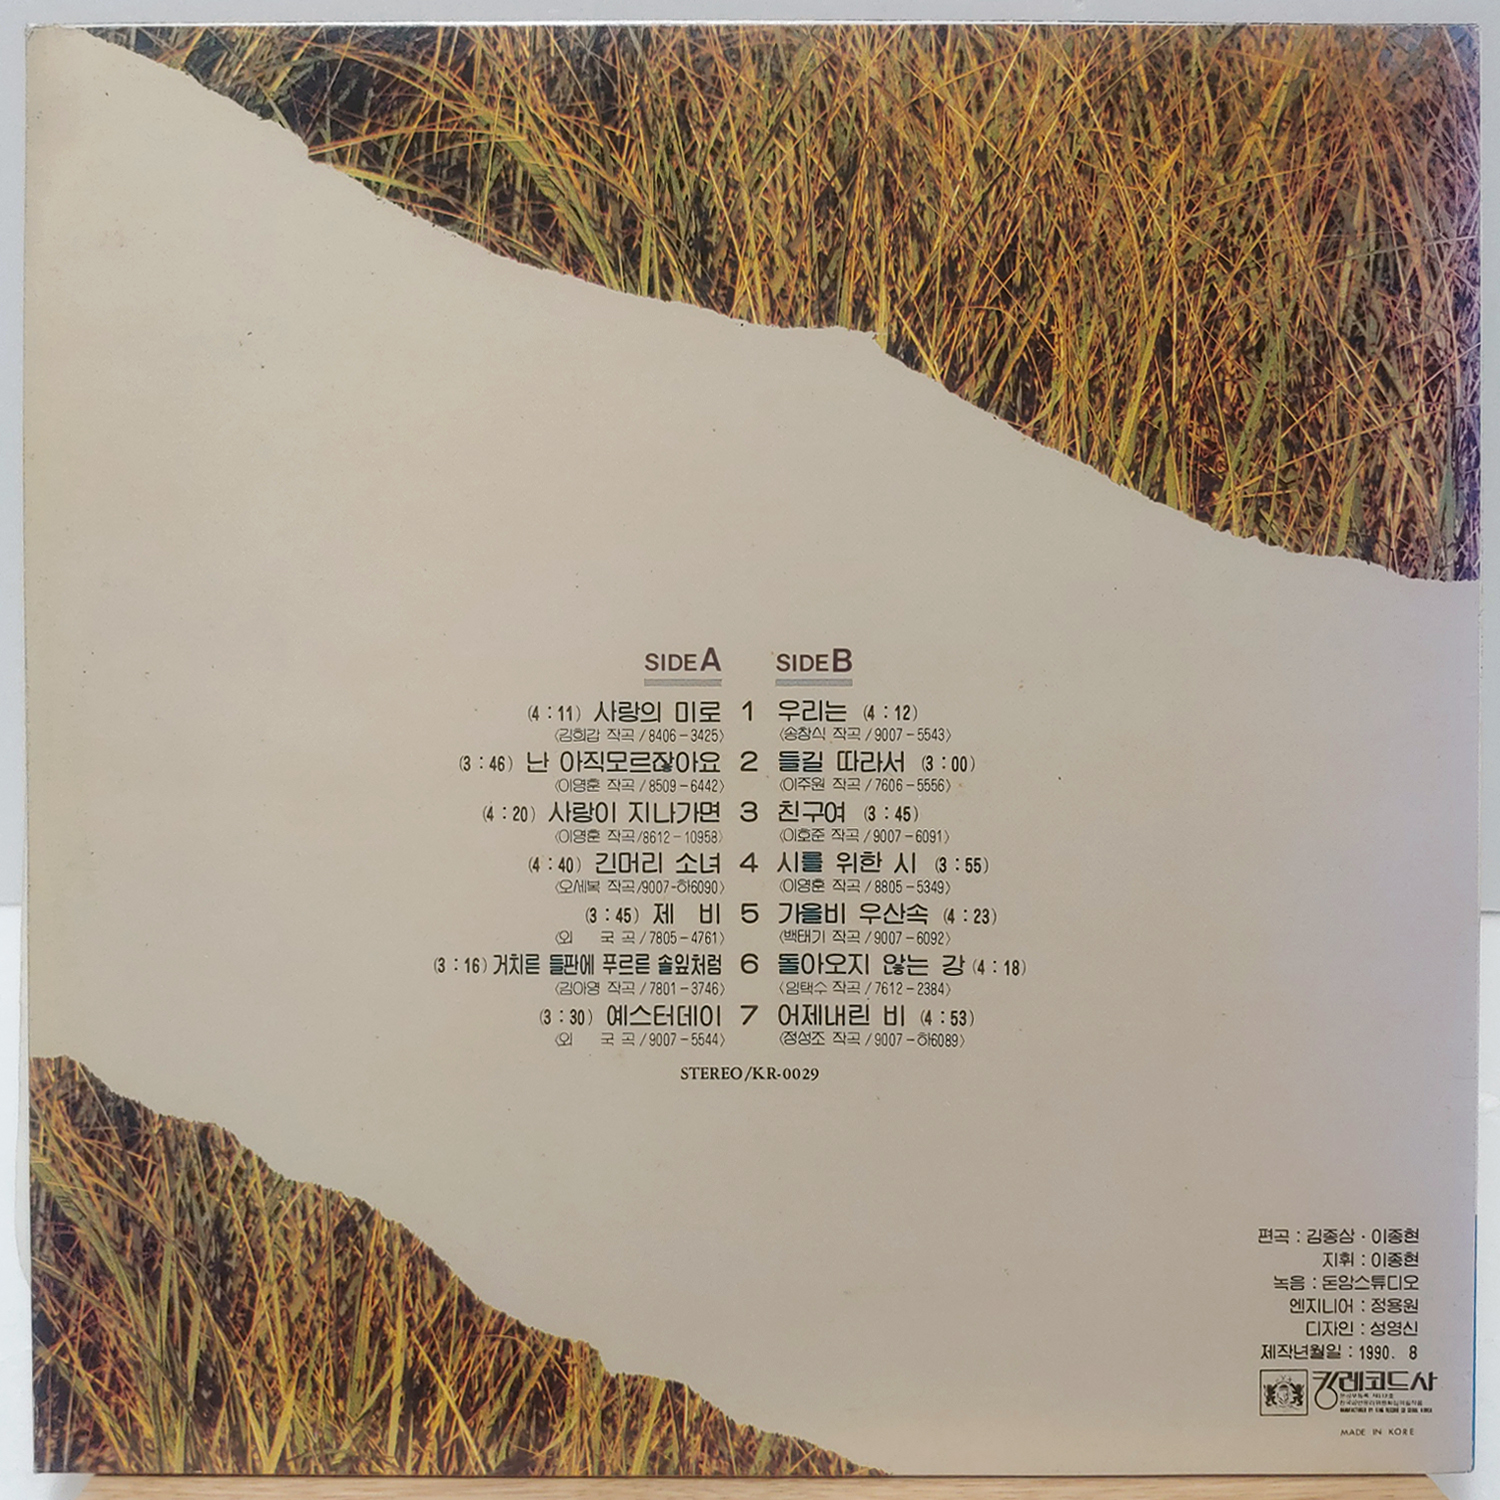 SIDE A
SIDE B
(4 : 11) 사랑의 미로 1 우리는 (4 : 12)
〈김희갑 작곡 / 8406-3425〉 〈송창식 작곡 / 9007-5543〉
(3 : 46) 난 아직모르잖아요 2 들길 따라서 (3 : 00)
〈이영훈 작곡 / 8509-6442〉 〈이주원 작곡 / 7606-5556〉
(4 : 20) 사랑이 지나가면 3 친구여 (3 : 45)
〈이영훈 작곡 /8612-10958〉 〈이호준 작곡 / 9007-6091〉
(4 : 40) 긴머리 소녀 4 시를 위한 시 (3 : 55)
〈오세복 작곡 /9007-하6090〉 〈이영훈 작곡 / 8805-5349〉
(3 : 45) 제 비 5 가을비 우산속 (4 : 23)
〈외 국 곡 / 7805-4761〉 〈백태기 작곡 / 9007-6092〉
(3 : 16) 거치른 들판에 푸르른 솔잎처럼 6 돌아오지 않는 강 (4 : 18)
〈김아영 작곡 / 7801-3746〉 〈임택수 작곡 / 7612-2384〉
(3 : 30) 예스터데이 7 어제내린 비 (4 : 53)
〈외 국 곡 / 9007-5544〉 〈정성조 작곡 / 9007-하6089〉
STEREO/KR-0029
편곡 : 김종삼 · 이종현
지휘 : 이종현
녹음 : 돈암스튜디오
엔지니어 : 정용원
디자인 : 성영신
제작년월일 : 1990. 8
킹레코드사
MANUFACTURED BY KING RECORD CO SEOUL KOREA
MADE IN KORE